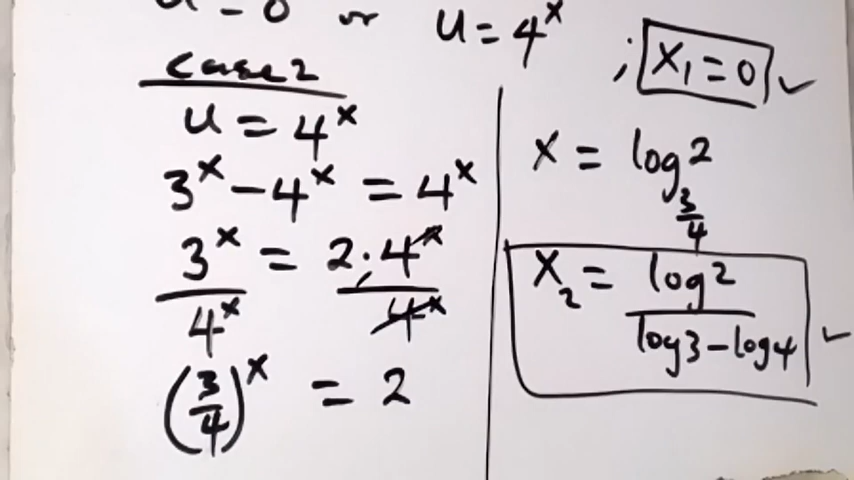 u = 0 or u = 4^x
; x₁ = 0 ✓
case 2
u = 4^x
3^x - 4^x = 4^x
3^x / 4^x = 2·4^x / 4^x
(3/4)^x = 2
x = log_{3/4} 2
x₂ = log2 / (log3 - log4) ✓